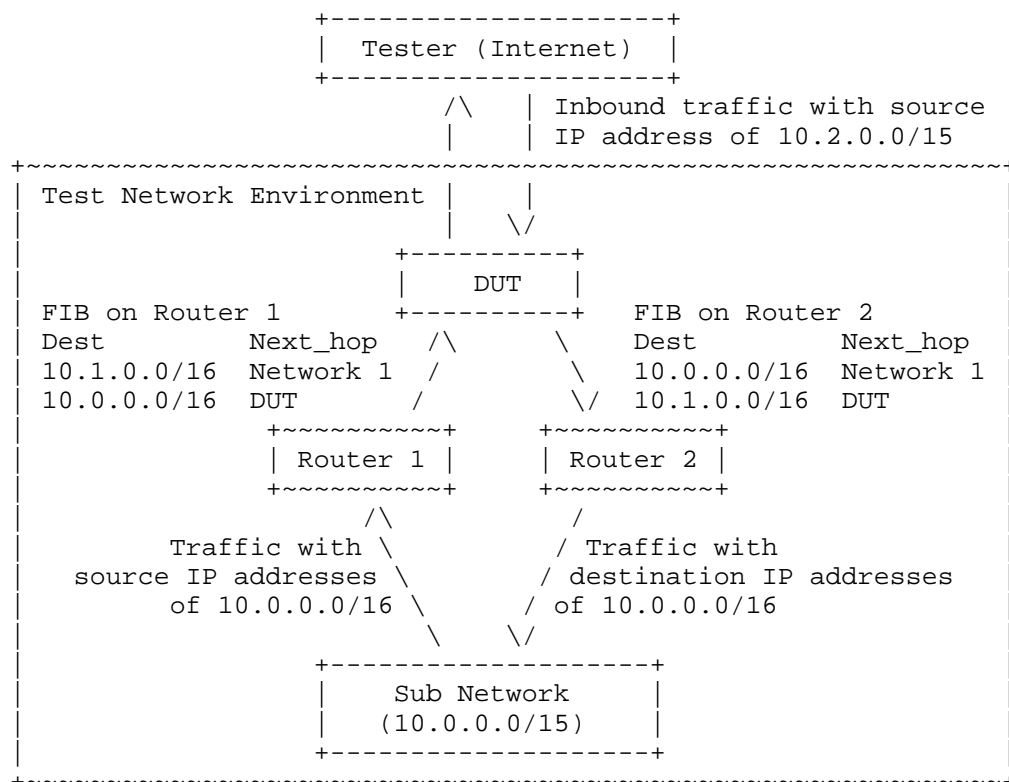 Tester (Internet)
Inbound traffic with source
IP address of 10.2.0.0/15
Test Network Environment
DUT
FIB on Router 1 FIB on Router 2
Dest Next_hop Dest Next_hop
10.1.0.0/16 Network 1 10.0.0.0/16 Network 1
10.0.0.0/16 DUT 10.1.0.0/16 DUT
Router 1 Router 2
Traffic with Traffic with
source IP addresses destination IP addresses
of 10.0.0.0/16 of 10.0.0.0/16
Sub Network
(10.0.0.0/15)